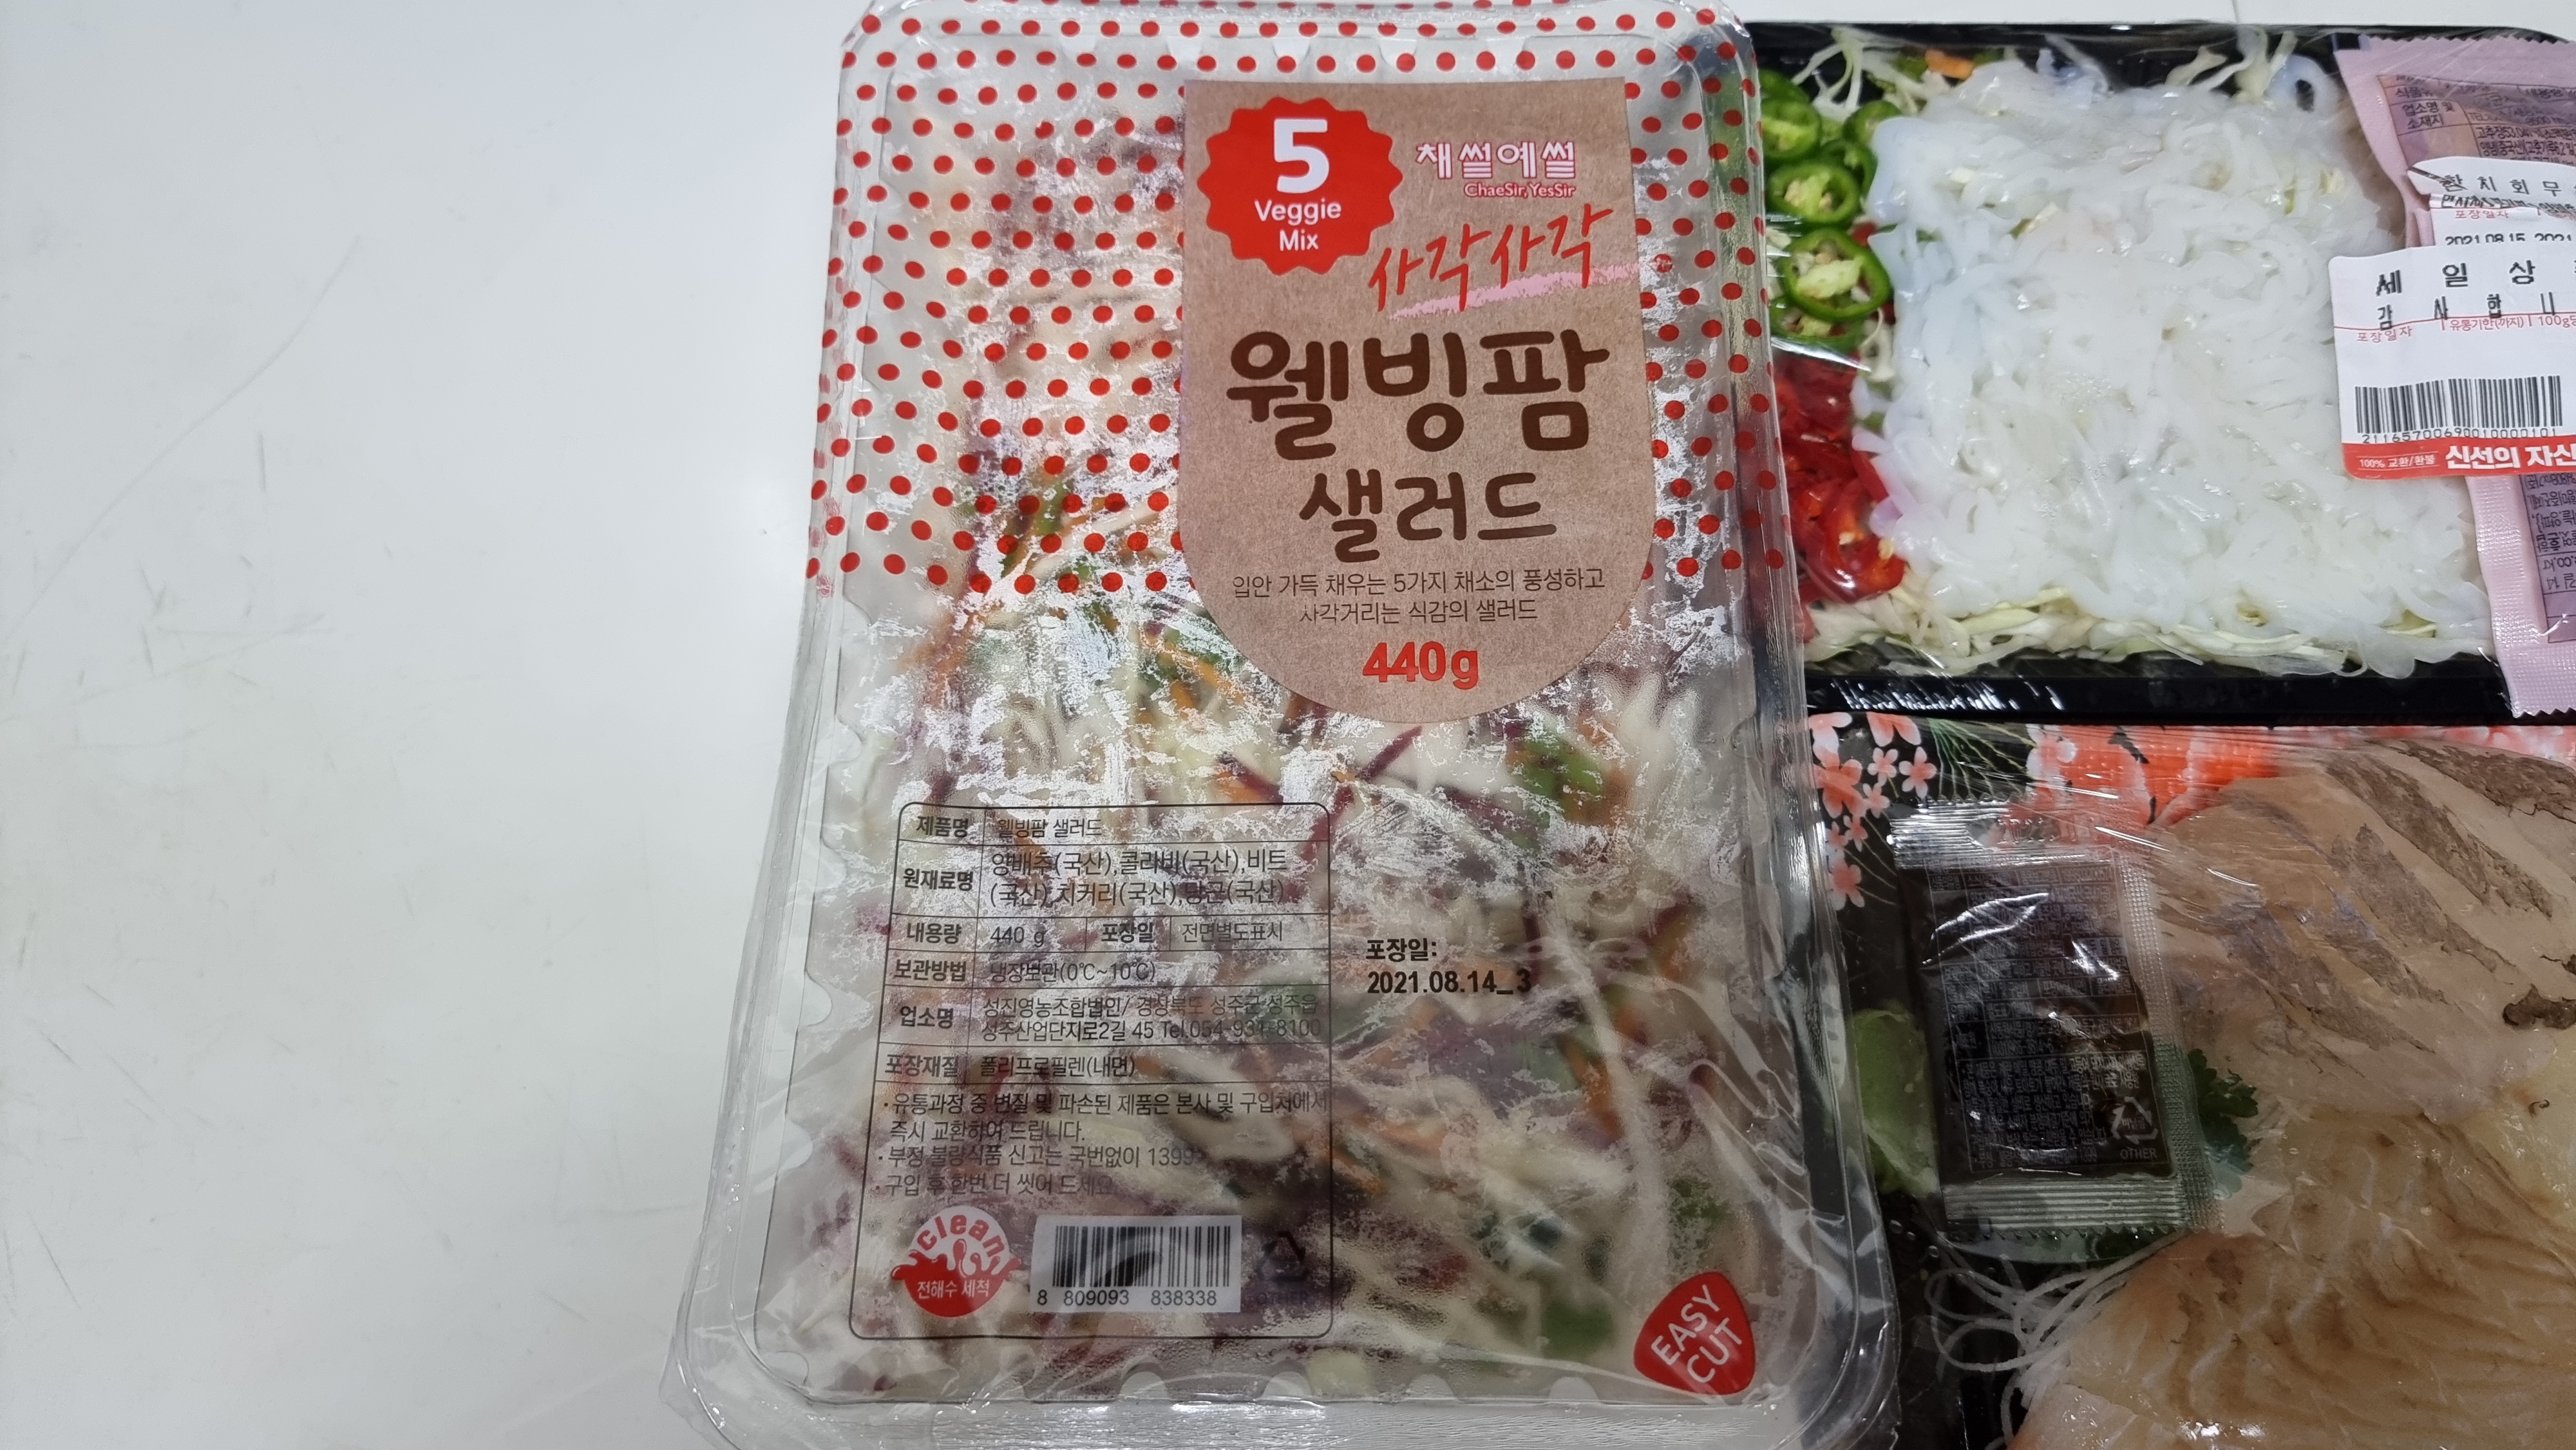 5
Veggie
Mix
채썰예썰
ChaeSir, YesSir
사각사각
웰빙팜
샐러드
입안 가득 채우는 5가지 채소의 풍성하고
사각거리는 식감의 샐러드
440g
제품명 웰빙팜 샐러드
원재료명 양배추(국산),콜라비(국산),비트
(국산),치커리(국산),당근(국산)
내용량 440 g 포장일 전면별도표시
보관방법 냉장보관(0℃~10℃)
업소명 성진영농조합법인/ 경상북도 성주군 성주읍
성주산업단지로2길 45 Tel.054-931-8100
포장재질 폴리프로필렌(내면)
·유통과정 중 변질 및 파손된 제품은 본사 및 구입처에서
즉시 교환하여 드립니다.
·부정·불량식품 신고는 국번없이 1399
·구입 후 한번 더 씻어 드세요
clean
전해수 세척
8 809093 838338
포장일:
2021.08.14_3
EASY
CUT
업소명 및
소재지
한치회무
포장일자
2021.08.15
세일상
감사합니
포장일자 유통기한(까지) 100g당
21165700690010000101
100% 교환/환불 신선의 자신
OTHER